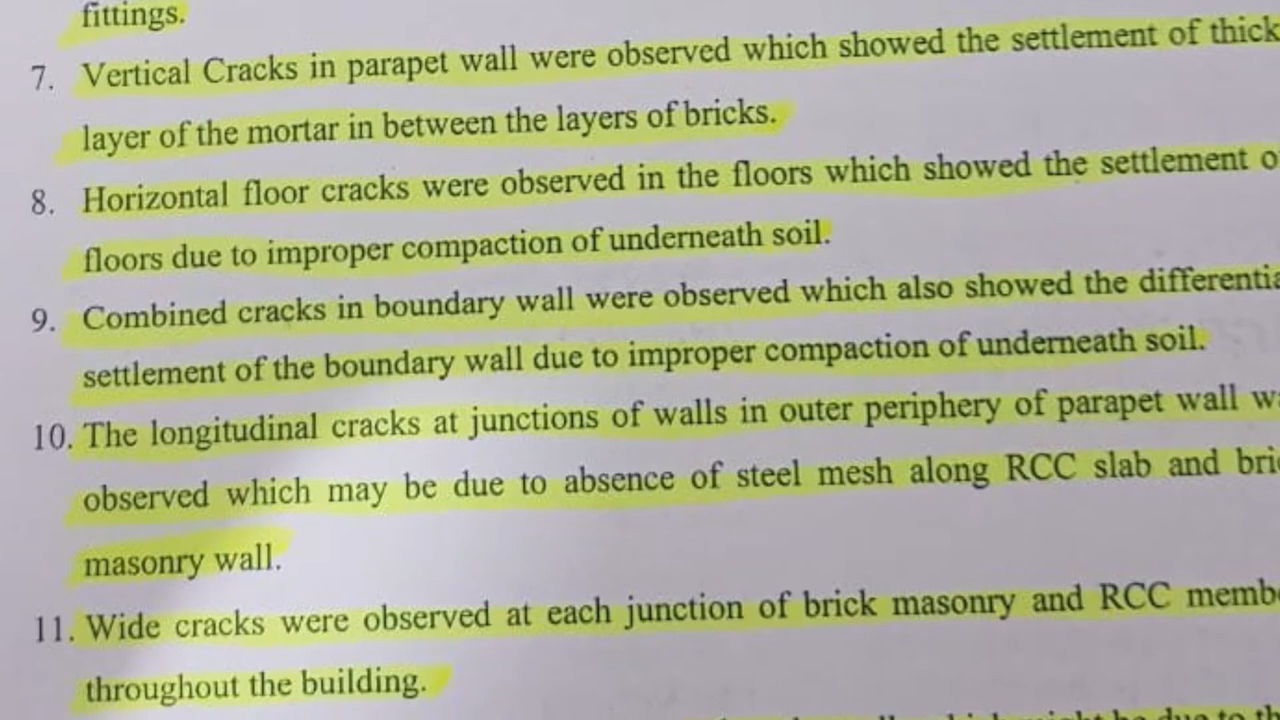 fittings.
7. Vertical Cracks in parapet wall were observed which showed the settlement of thick
layer of the mortar in between the layers of bricks.
8. Horizontal floor cracks were observed in the floors which showed the settlement o
floors due to improper compaction of underneath soil.
9. Combined cracks in boundary wall were observed which also showed the differentia
settlement of the boundary wall due to improper compaction of underneath soil.
10. The longitudinal cracks at junctions of walls in outer periphery of parapet wall wa
observed which may be due to absence of steel mesh along RCC slab and bric
masonry wall.
11. Wide cracks were observed at each junction of brick masonry and RCC membe
throughout the building.